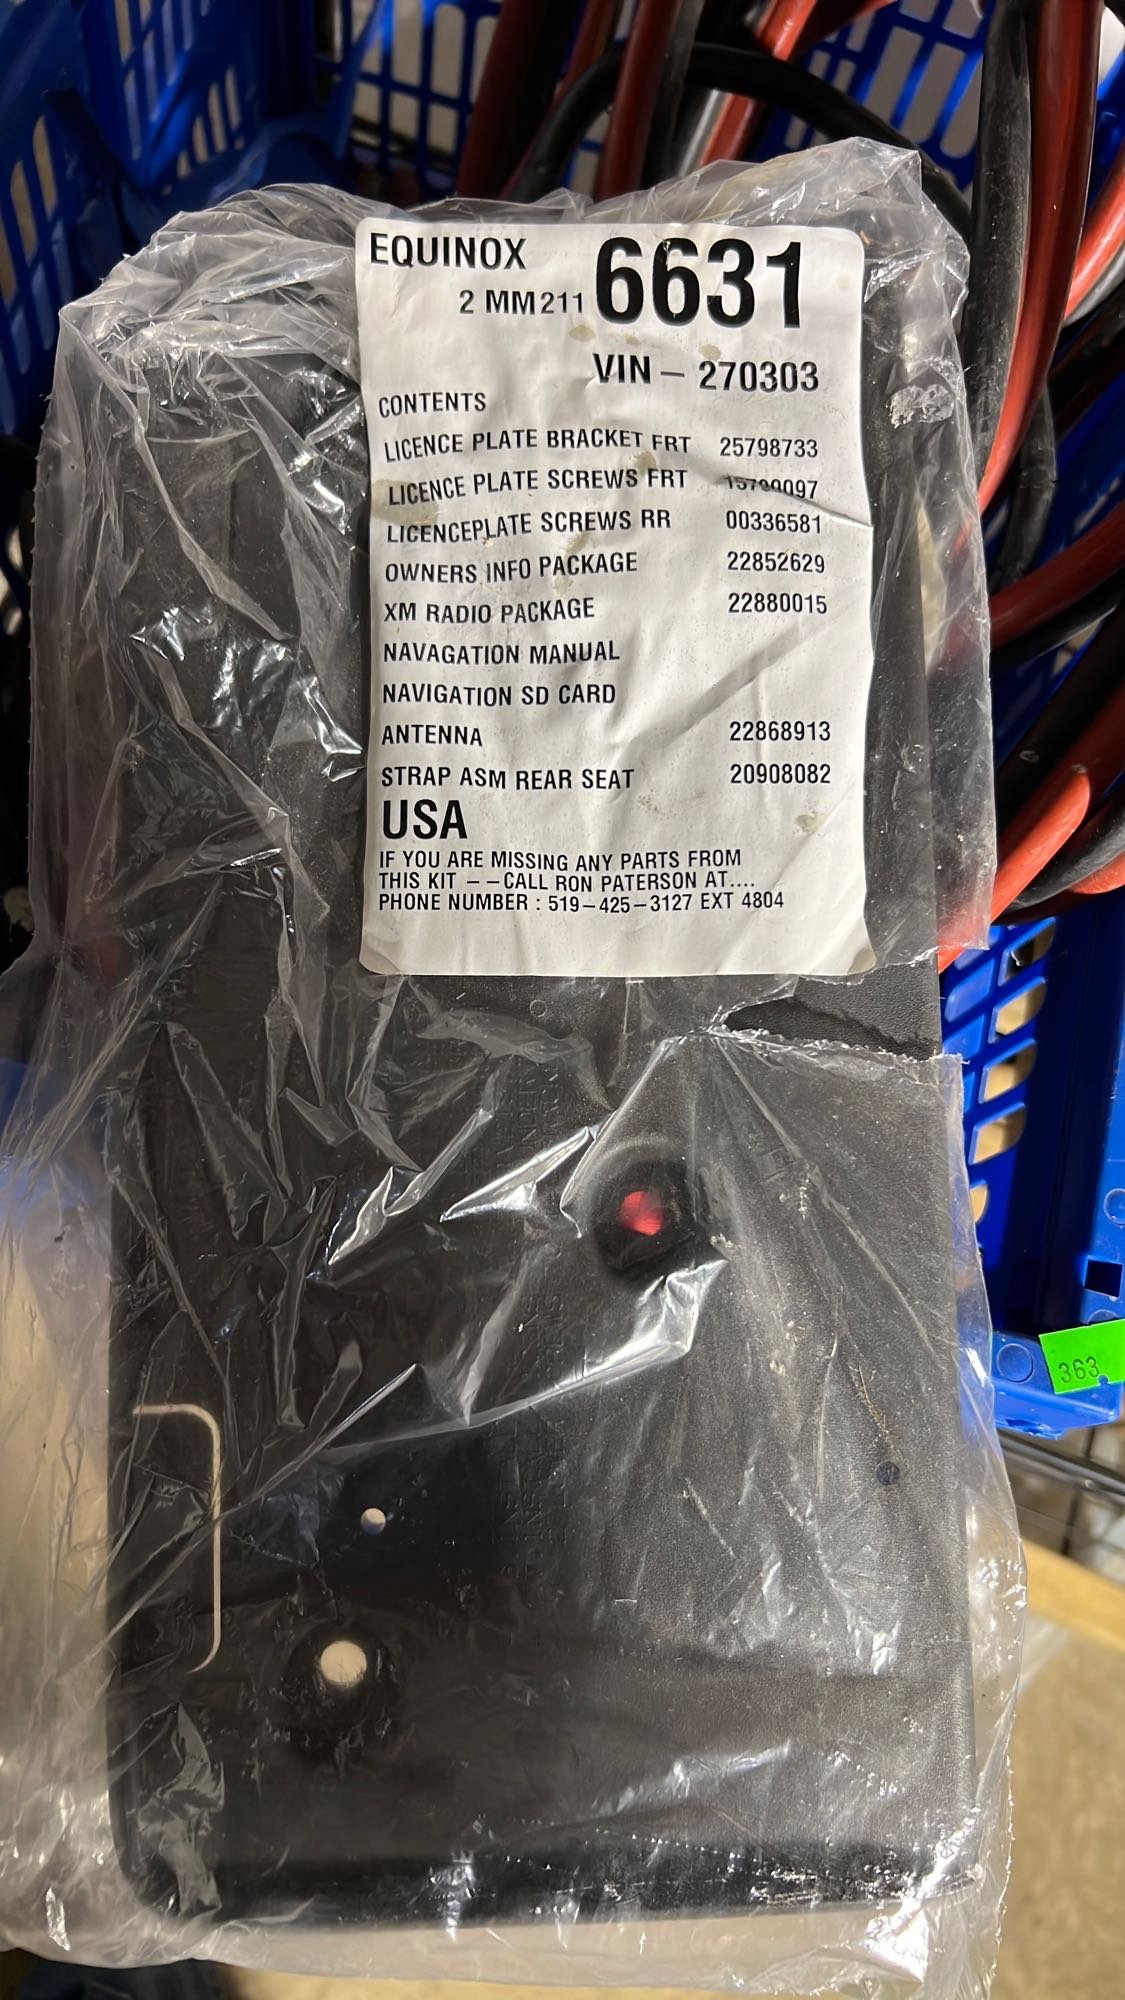 EQUINOX
2 MM211 6631
VIN – 270303
CONTENTS
LICENCE PLATE BRACKET FRT 25798733
LICENCE PLATE SCREWS FRT 15790097
LICENCEPLATE SCREWS RR 00336581
OWNERS INFO PACKAGE 22852629
XM RADIO PACKAGE 22880015
NAVAGATION MANUAL
NAVIGATION SD CARD
ANTENNA 22868913
STRAP ASM REAR SEAT 20908082
USA
IF YOU ARE MISSING ANY PARTS FROM
THIS KIT – –CALL RON PATERSON AT....
PHONE NUMBER : 519–425–3127 EXT 4804
363